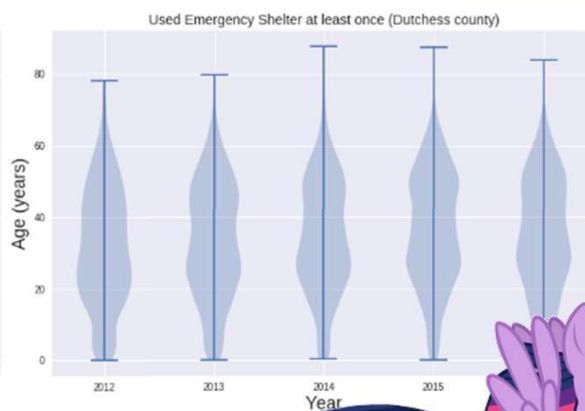 Used Emergency Shelter at least once (Dutchess county)
80
60
40
20
0
Age (years)
2012 2013 2014 2015
Year